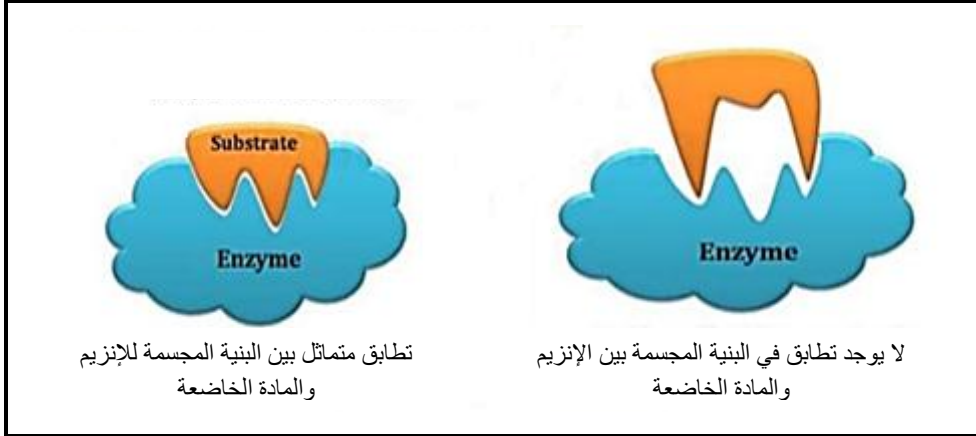 Substrate
Enzyme
Enzyme
لا يوجد تطابق في البنية المجسمة بين الإنزيم
والمادة الخاضعة
تطابق متماثل بين البنية المجسمة للإنزيم
والمادة الخاضعة